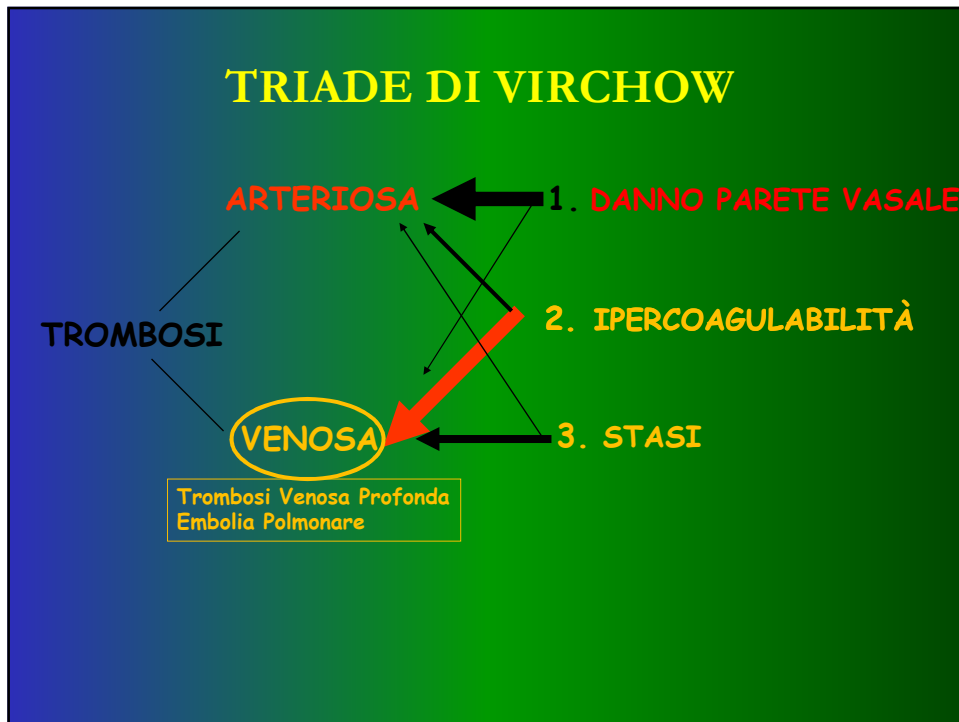 TRIADE DI VIRCHOW
ARTERIOSA
1. DANNO PARETE VASALE
TROMBOSI
2. IPERCOAGULABILITÀ
VENOSA
3. STASI
Trombosi Venosa Profonda
Embolia Polmonare